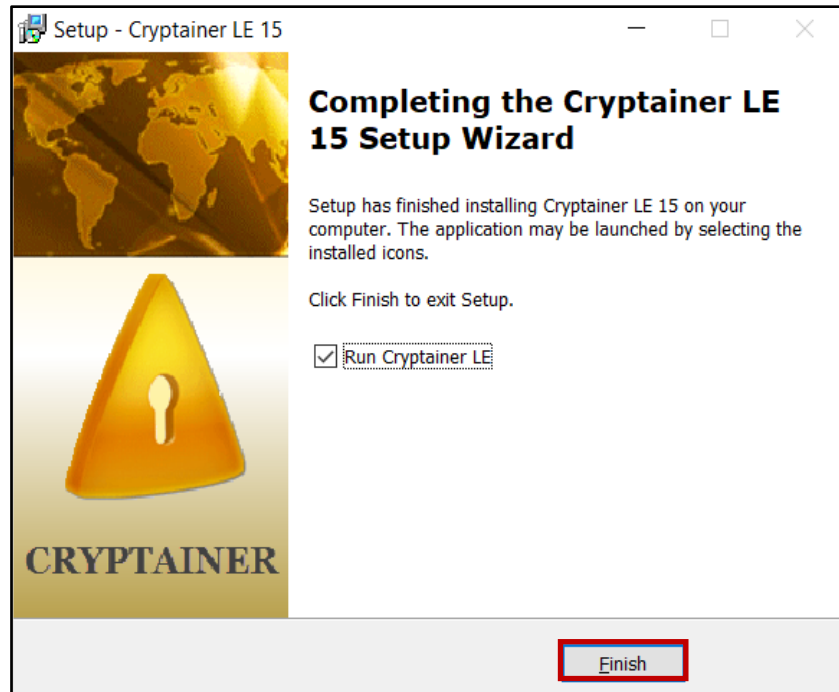 Setup - Cryptainer LE 15
Completing the Cryptainer LE
15 Setup Wizard
Setup has finished installing Cryptainer LE 15 on your
computer. The application may be launched by selecting the
installed icons.
Click Finish to exit Setup.
Run Cryptainer LE
CRYPTAINER
Finish